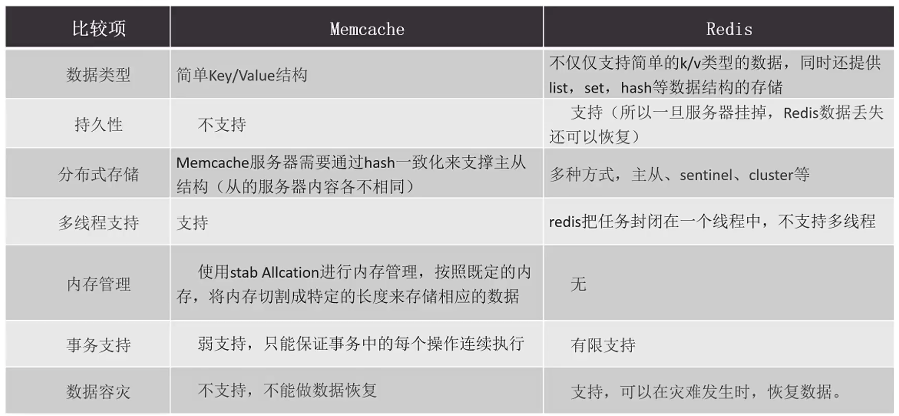 比较项
Memcache
Redis
数据类型
简单Key/Value结构
不仅仅支持简单的k/v类型的数据，同时还提供
list，set，hash等数据结构的存储
持久性
不支持
支持（所以一旦服务器挂掉，Redis数据丢失
还可以恢复）
分布式存储
Memcache服务器需要通过hash一致化来支撑主从
结构（从的服务器内容各不相同）
多种方式，主从、sentinel、cluster等
多线程支持
支持
redis把任务封闭在一个线程中，不支持多线程
内存管理
使用stab Allcation进行内存管理，按照既定的内
存，将内存切割成特定的长度来存储相应的数据
无
事务支持
弱支持，只能保证事务中的每个操作连续执行
有限支持
数据容灾
不支持，不能做数据恢复
支持，可以在灾难发生时，恢复数据。